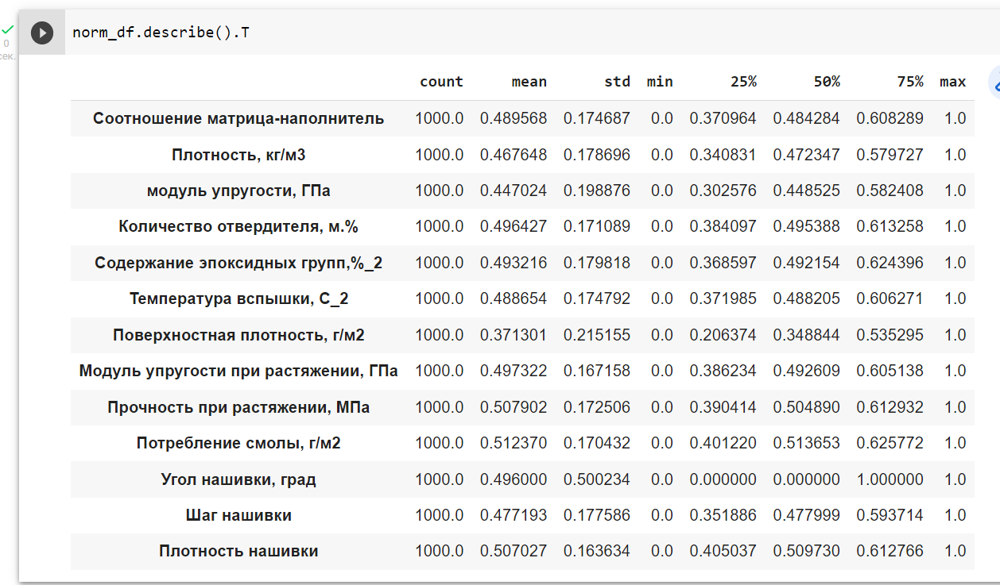 norm_df.describe().T
0
сек.
count mean std min 25% 50% 75% max
Соотношение матрица-наполнитель 1000.0 0.489568 0.174687 0.0 0.370964 0.484284 0.608289 1.0
Плотность, кг/м3 1000.0 0.467648 0.178696 0.0 0.340831 0.472347 0.579727 1.0
модуль упругости, ГПа 1000.0 0.447024 0.198876 0.0 0.302576 0.448525 0.582408 1.0
Количество отвердителя, м.% 1000.0 0.496427 0.171089 0.0 0.384097 0.495388 0.613258 1.0
Содержание эпоксидных групп,%_2 1000.0 0.493216 0.179818 0.0 0.368597 0.492154 0.624396 1.0
Температура вспышки, С_2 1000.0 0.488654 0.174792 0.0 0.371985 0.488205 0.606271 1.0
Поверхностная плотность, г/м2 1000.0 0.371301 0.215155 0.0 0.206374 0.348844 0.535295 1.0
Модуль упругости при растяжении, ГПа 1000.0 0.497322 0.167158 0.0 0.386234 0.492609 0.605138 1.0
Прочность при растяжении, МПа 1000.0 0.507902 0.172506 0.0 0.390414 0.504890 0.612932 1.0
Потребление смолы, г/м2 1000.0 0.512370 0.170432 0.0 0.401220 0.513653 0.625772 1.0
Угол нашивки, град 1000.0 0.496000 0.500234 0.0 0.000000 0.000000 1.000000 1.0
Шаг нашивки 1000.0 0.477193 0.177586 0.0 0.351886 0.477999 0.593714 1.0
Плотность нашивки 1000.0 0.507027 0.163634 0.0 0.405037 0.509730 0.612766 1.0